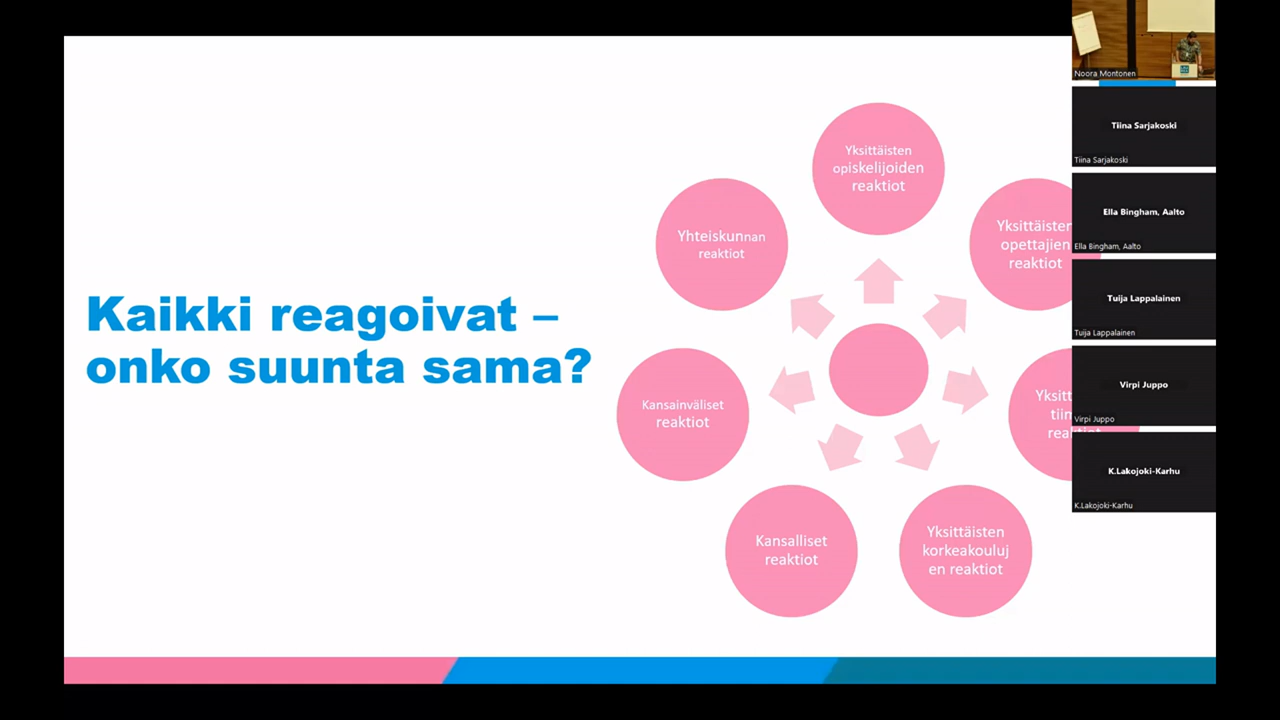 Kaikki reagoivat –
onko suunta sama?
Yksittäisten
opiskelijoiden
reaktiot
Yksittäisten
opettajien
reaktiot
Yksittäisten
korkeakouluj
en reaktiot
Kansalliset
reaktiot
Kansainväliset
reaktiot
Yhteiskunnan
reaktiot
Noora Montonen
Tiina Sarjakoski
Tiina Sarjakoski
Ella Bingham, Aalto
Ella Bingham, Aalto
Tuija Lappalainen
Tuija Lappalainen
Virpi Juppo
Virpi Juppo
K.Lakojoki-Karhu
K.Lakojoki-Karhu